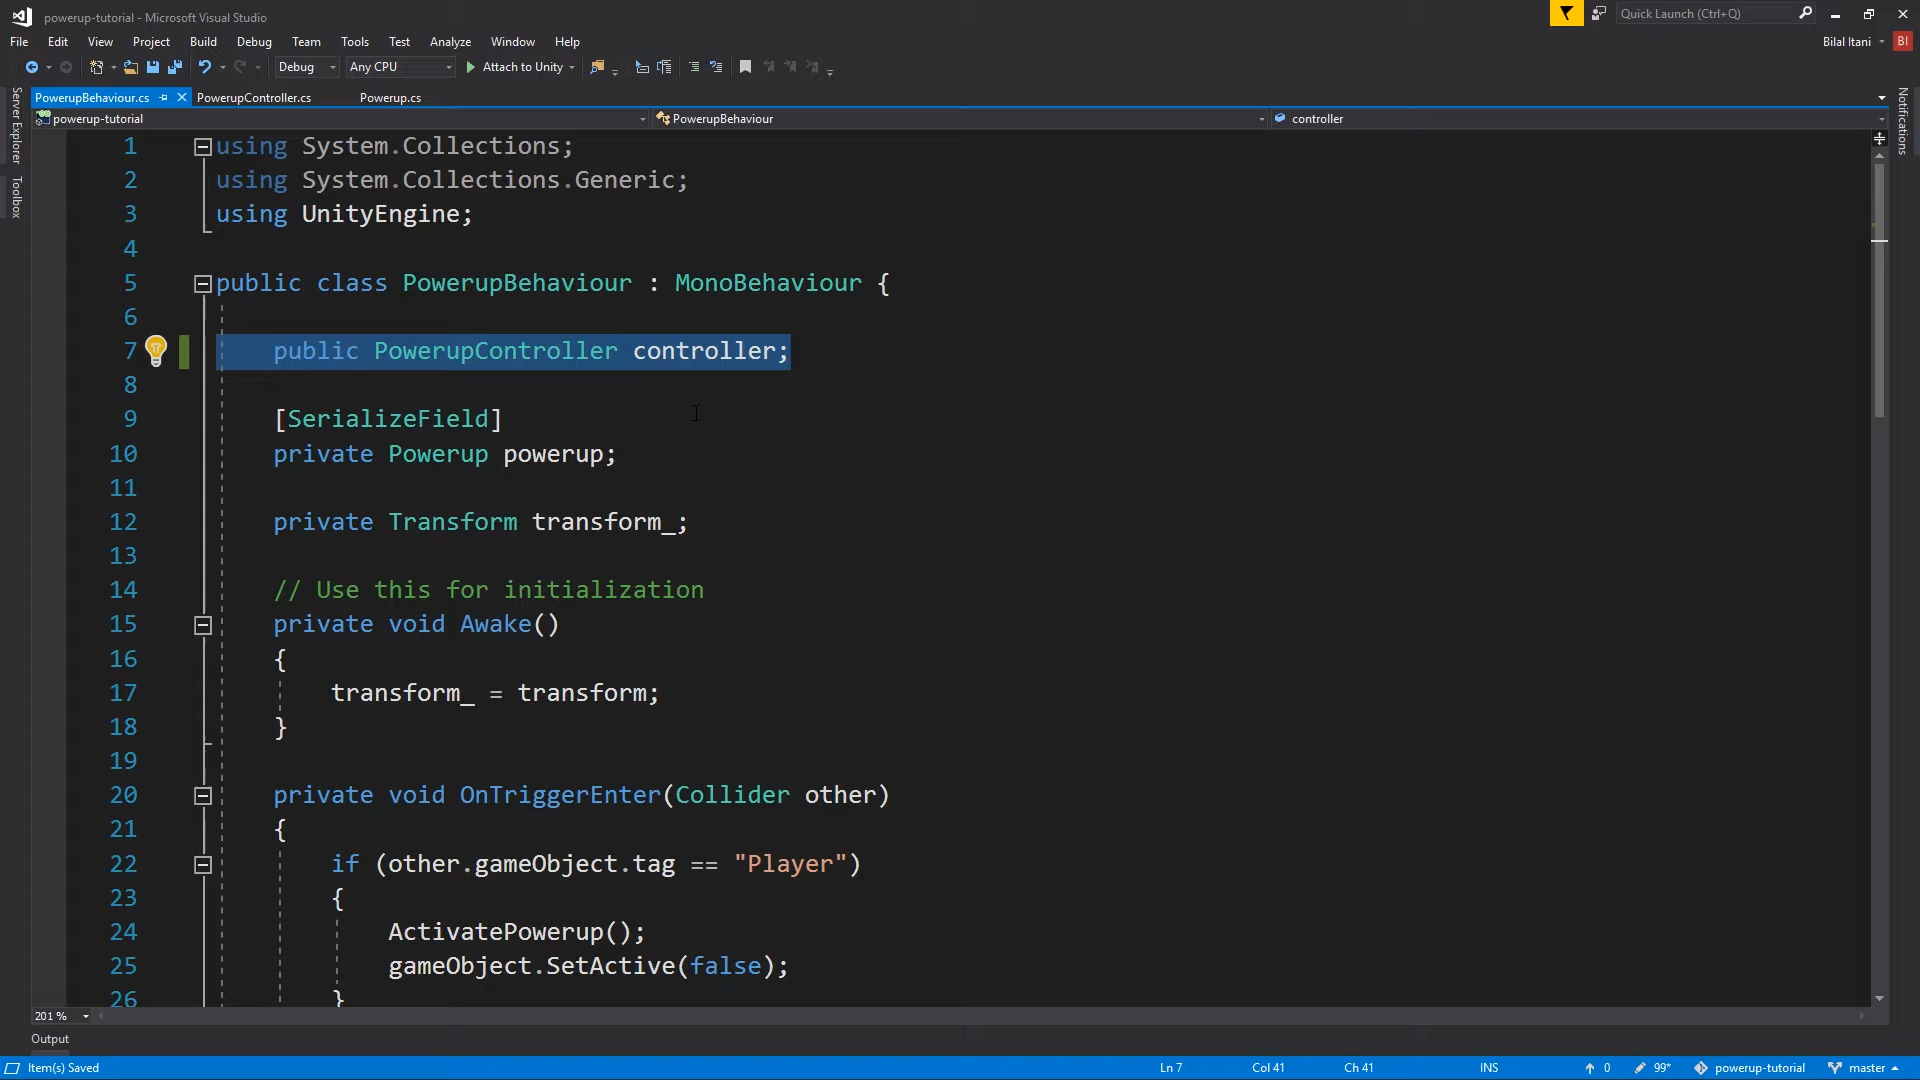 powerup-tutorial - Microsoft Visual Studio
Quick Launch (Ctrl+Q)
File Edit View Project Build Debug Team Tools Test Analyze Window Help
Bilal Itani
BI
Debug Any CPU Attach to Unity
PowerupBehaviour.cs PowerupController.cs Powerup.cs
powerup-tutorial PowerupBehaviour controller
Server Explorer
Toolbox
Notifications
1 using System.Collections;
2 using System.Collections.Generic;
3 using UnityEngine;
4
5 public class PowerupBehaviour : MonoBehaviour {
6
7 public PowerupController controller;
8
9 [SerializeField]
10 private Powerup powerup;
11
12 private Transform transform_;
13
14 // Use this for initialization
15 private void Awake()
16 {
17 transform_ = transform;
18 }
19
20 private void OnTriggerEnter(Collider other)
21 {
22 if (other.gameObject.tag == "Player")
23 {
24 ActivatePowerup();
25 gameObject.SetActive(false);
26 }
201 %
Output
Item(s) Saved Ln 7 Col 41 Ch 41 INS 0 99* powerup-tutorial master